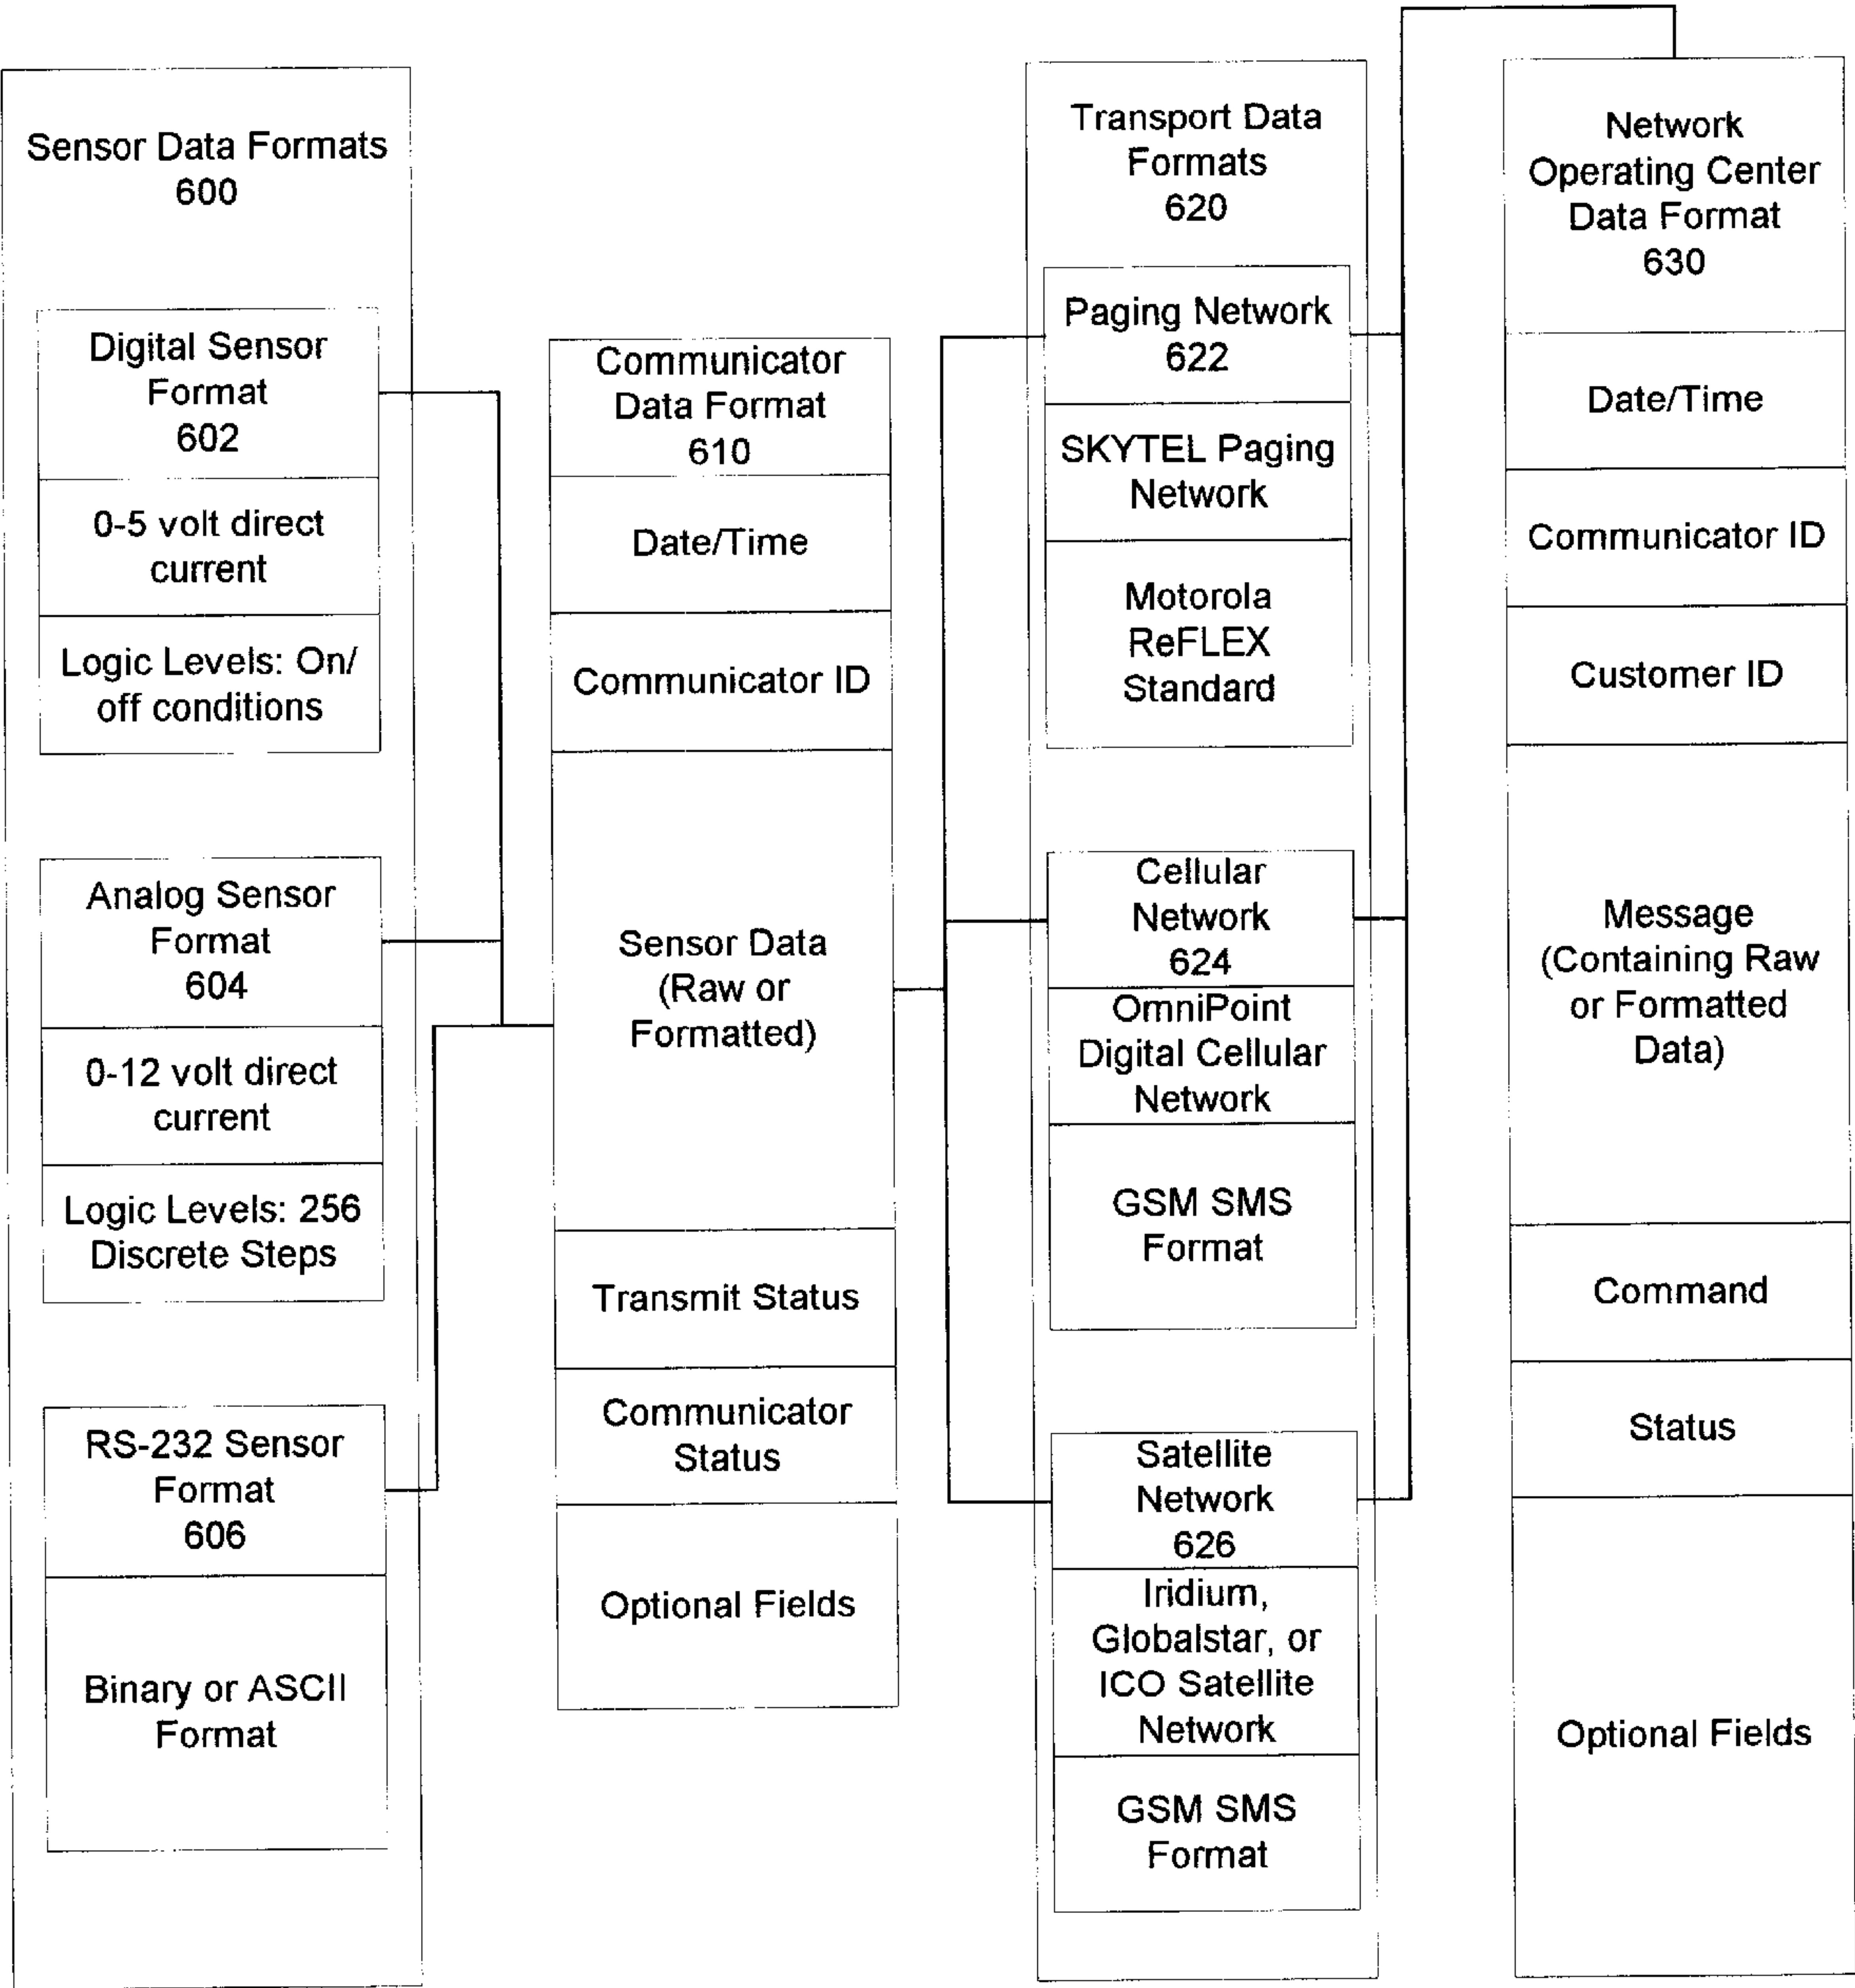 Sensor Data Formats
600
Digital Sensor
Format
602
0-5 volt direct
current
Logic Levels: On/
off conditions
Analog Sensor
Format
604
0-12 volt direct
current
Logic Levels: 256
Discrete Steps
RS-232 Sensor
Format
606
Binary or ASCII
Format
Communicator
Data Format
610
Date/Time
Communicator ID
Sensor Data
(Raw or
Formatted)
Transmit Status
Communicator
Status
Optional Fields
Transport Data
Formats
620
Paging Network
622
SKYTEL Paging
Network
Motorola
ReFLEX
Standard
Cellular
Network
624
OmniPoint
Digital Cellular
Network
GSM SMS
Format
Satellite
Network
626
Iridium,
Globalstar, or
ICO Satellite
Network
GSM SMS
Format
Network
Operating Center
Data Format
630
Date/Time
Communicator ID
Customer ID
Message
(Containing Raw
or Formatted
Data)
Command
Status
Optional Fields